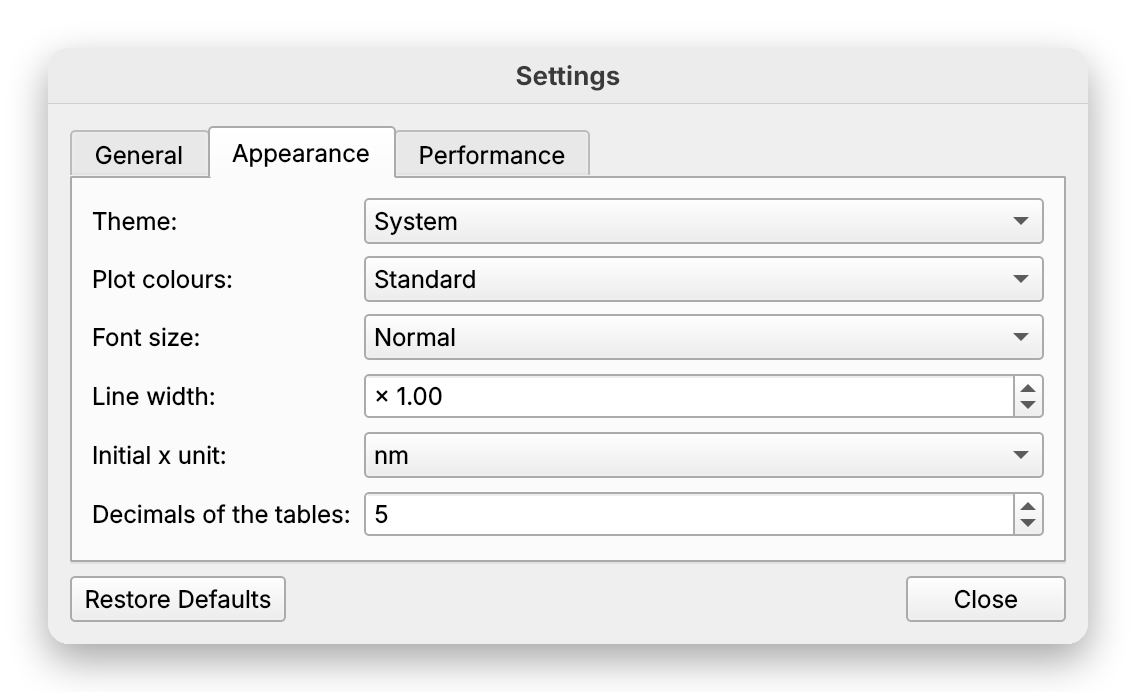 Settings
General Appearance Performance
Theme: System
Plot colours: Standard
Font size: Normal
Line width: × 1.00
Initial x unit: nm
Decimals of the tables: 5
Restore Defaults Close